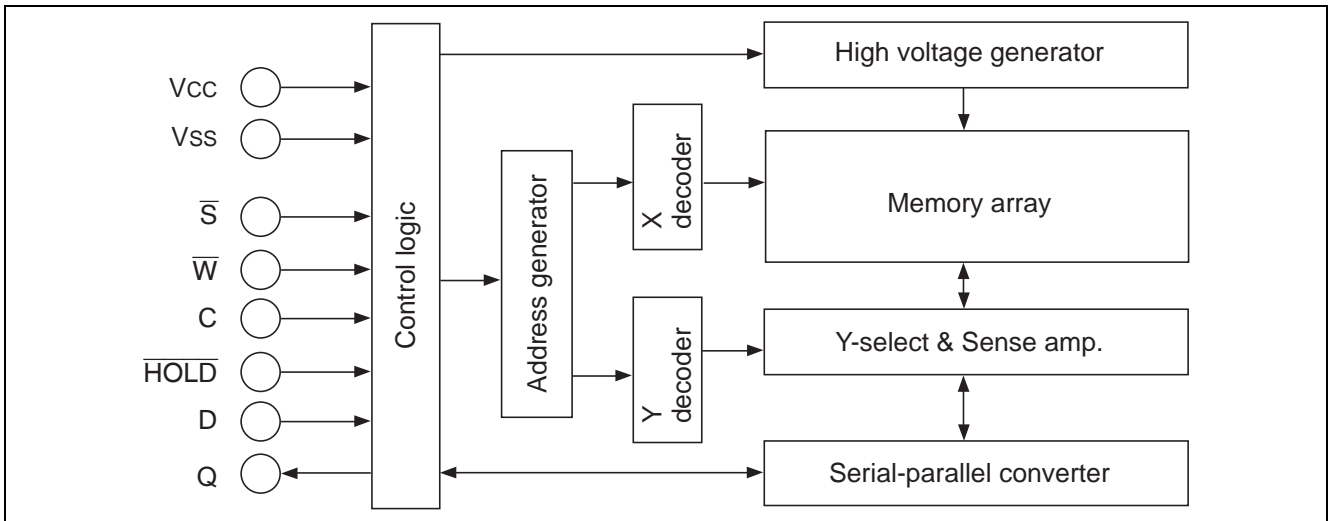 VCC
VSS
S̅
W̅
C
H̅O̅L̅D̅
D
Q
Control logic
Address generator
X
decoder
Y
decoder
High voltage generator
Memory array
Y-select & Sense amp.
Serial-parallel converter